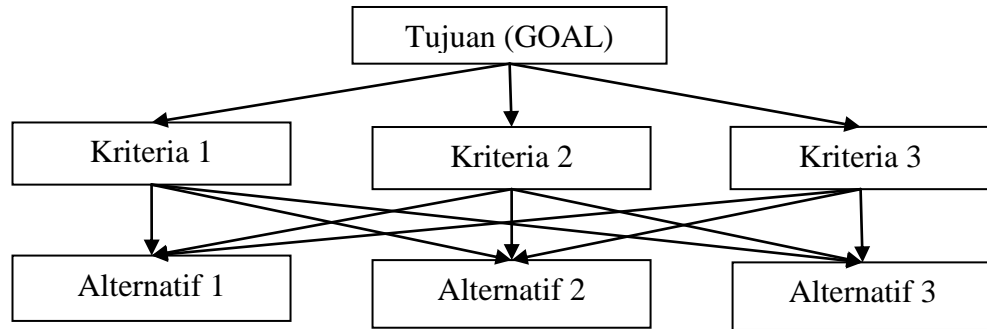 Tujuan (GOAL)
Kriteria 1
Kriteria 2
Kriteria 3
Alternatif 1
Alternatif 2
Alternatif 3